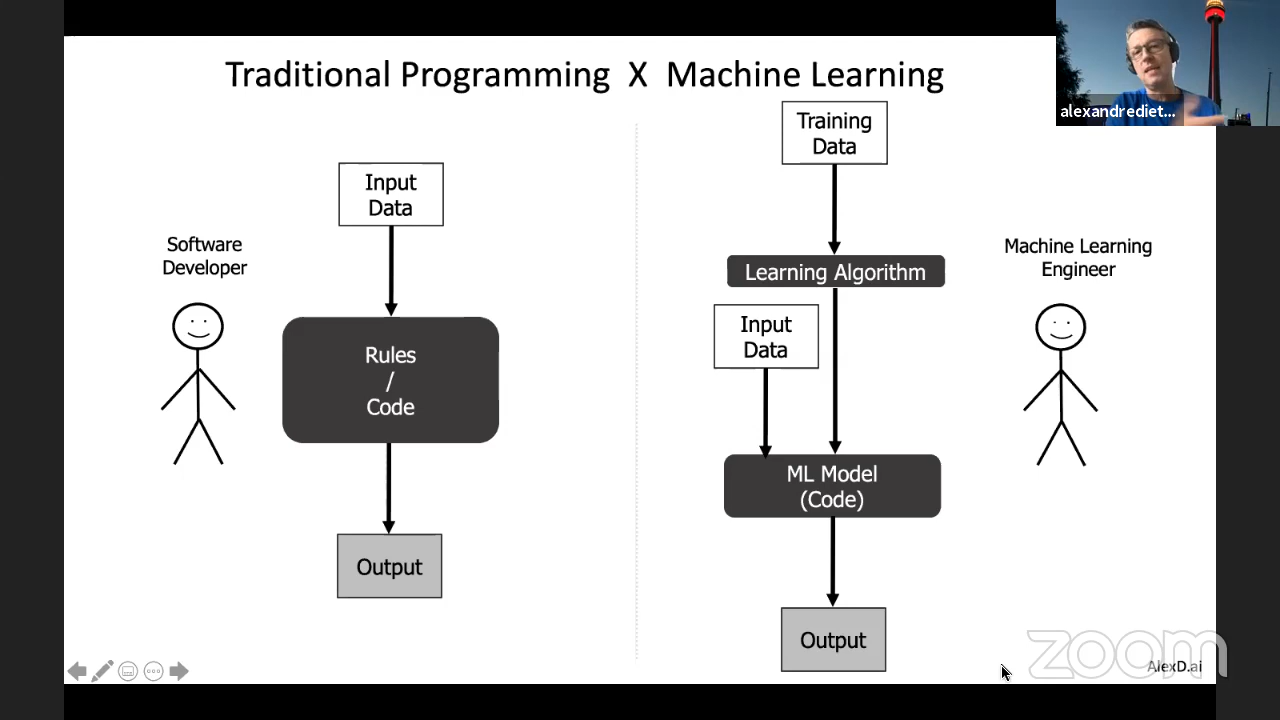 Traditional Programming X Machine Learning
alexandrediet...
Input
Data
Software
Developer
Rules
/
Code
Output
Training
Data
Learning Algorithm
Input
Data
Machine Learning
Engineer
ML Model
(Code)
Output
zoom
AlexD.ai